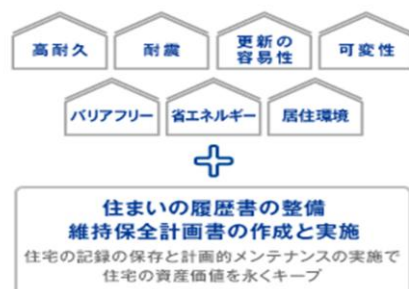 高耐久
耐震
更新の
容易性
可変性
バリアフリー
省エネルギー
居住環境
+
住まいの履歴書の整備
維持保全計画書の作成と実施
住宅の記録の保存と計画的メンテナンスの実施で
住宅の資産価値を永くキープ